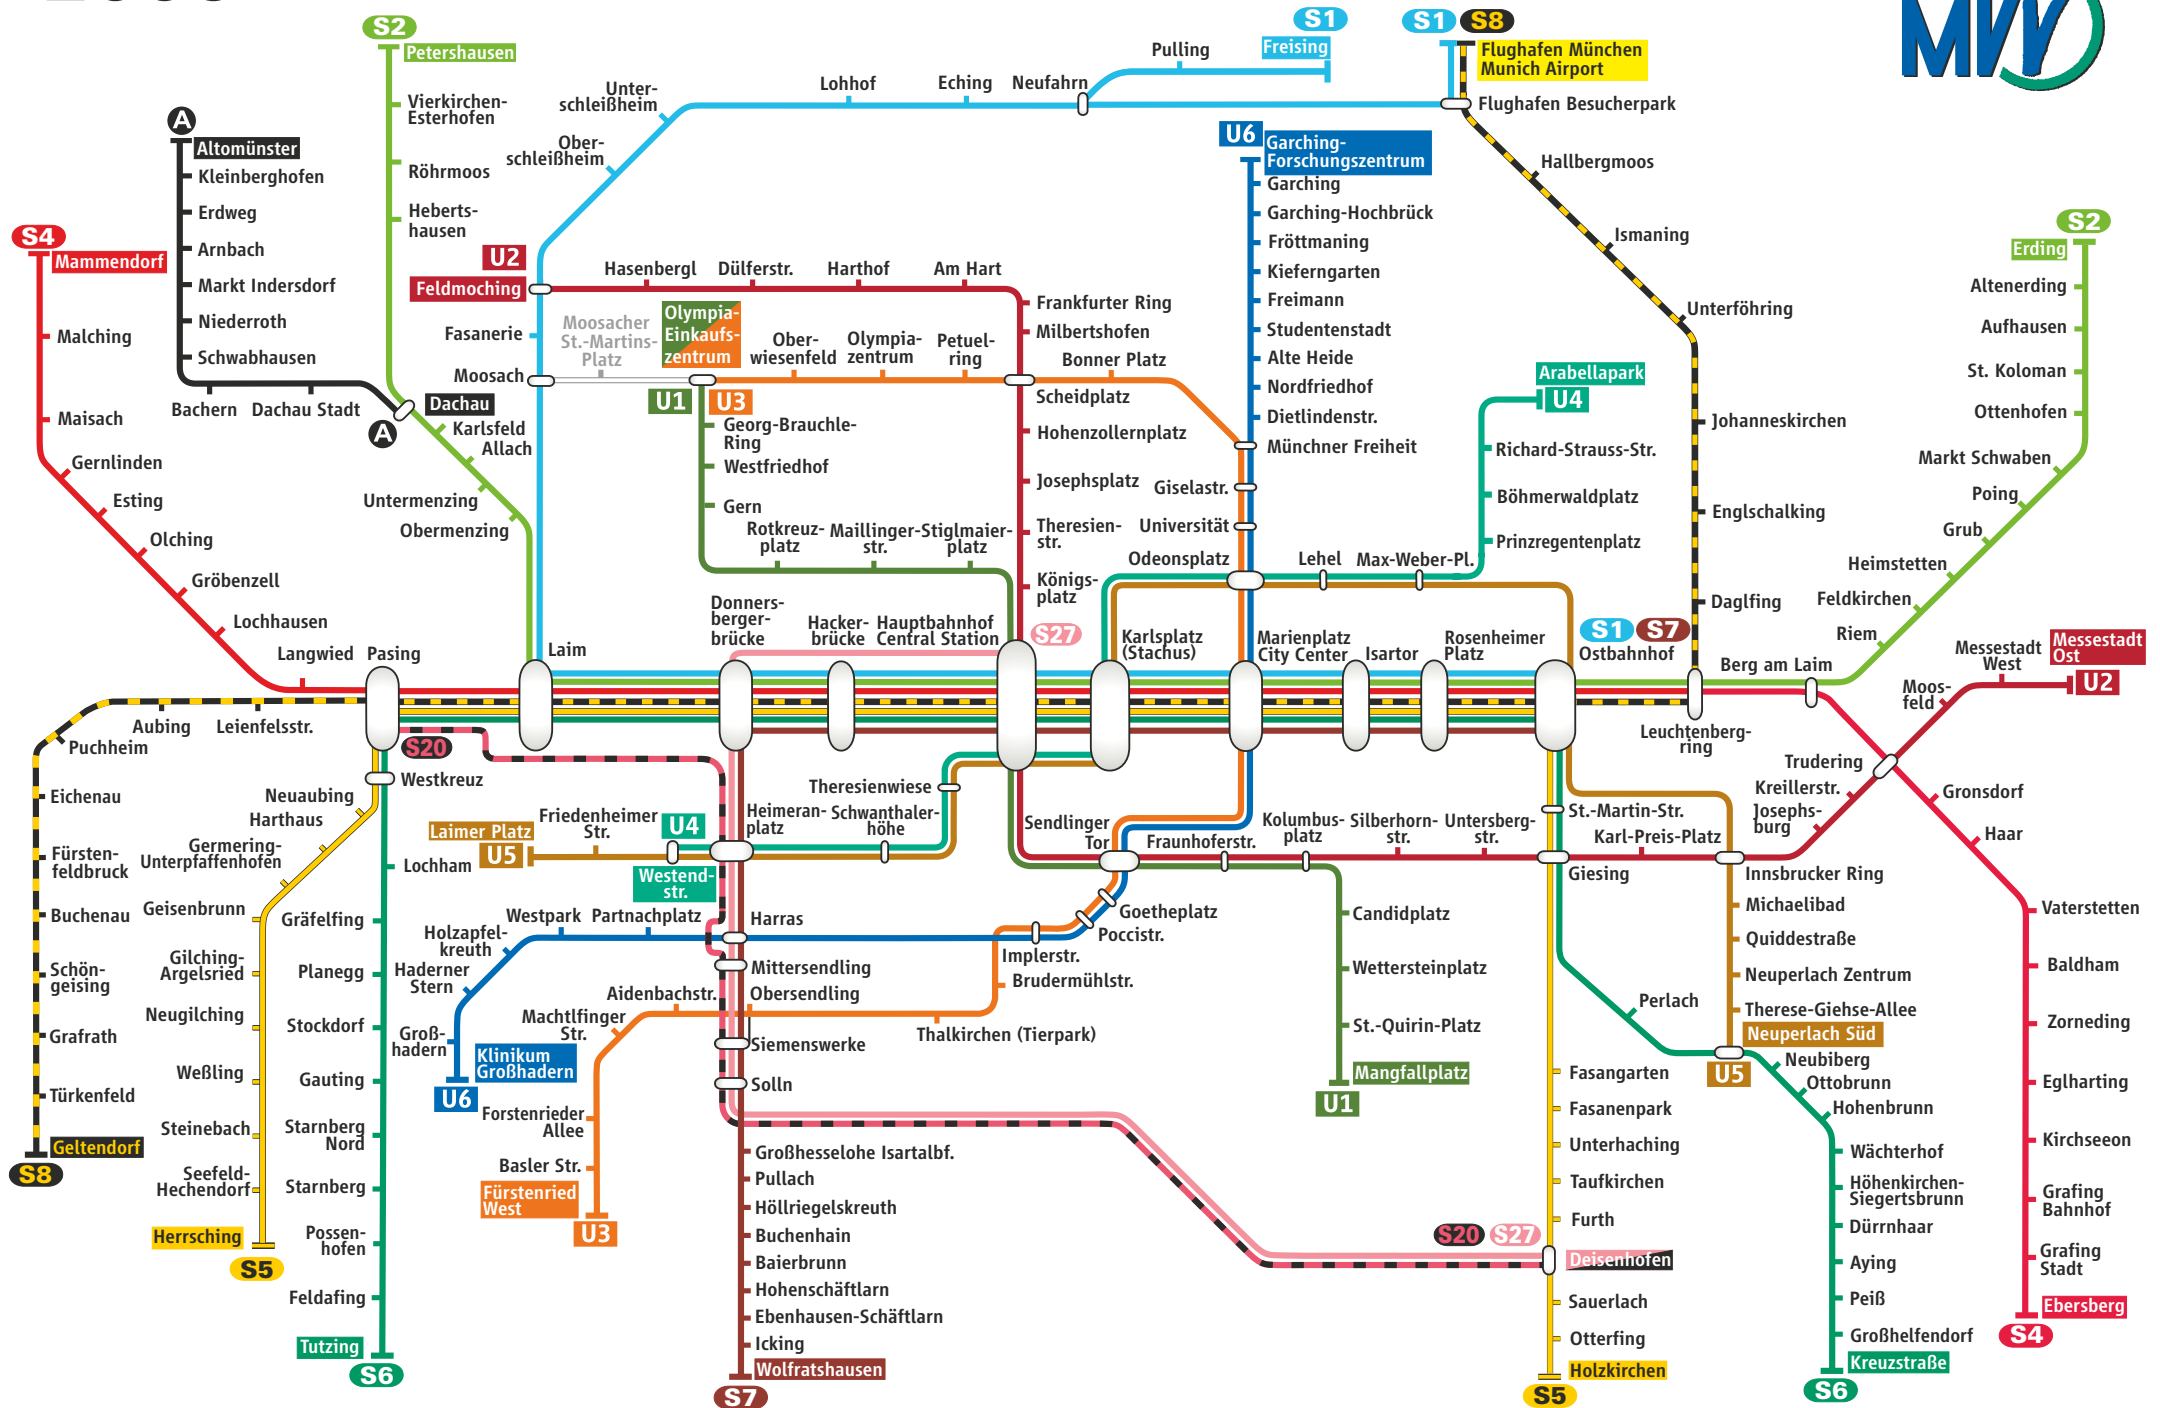 S2
Petershausen
Vierkirchen-
Esterhofen
Röhrmoos
Heberts-
hausen
A
Altomünster
Kleinberghofen
Erdweg
Arnbach
Markt Indersdorf
Niederroth
Schwabhausen
Bachern
Dachau Stadt
A
Dachau
Karlsfeld
Allach
Untermenzing
Obermenzing
S4
Mammendorf
Malching
Maisach
Gernlinden
Esting
Olching
Gröbenzell
Lochhausen
Langwied
Pasing
Unter-
schleißheim
Ober-
schleißheim
Lohhof
Eching
Neufahrn
Pulling
S1
Freising
S1
S8
Flughafen München
Munich Airport
Flughafen Besucherpark
Hallbergmoos
Ismaning
Unterföhring
Johanneskirchen
Englschalking
Daglfing
MVV
U2
Feldmoching
Hasenbergl
Dülferstr.
Harthof
Am Hart
Frankfurter Ring
Milbertshofen
Fasanerie
Moosacher
St.-Martins-
Platz
Moosach
Olympia-
Einkaufs-
zentrum
U1
U3
Ober-
wiesenfeld
Olympia-
zentrum
Petuel-
ring
Bonner Platz
Scheidplatz
Georg-Brauchle-
Ring
Westfriedhof
Gern
Rotkreuz-
platz
Maillinger-
str.
Stiglmaier-
platz
Hohenzollernplatz
Josephsplatz
Theresien-
str.
Königs-
platz
U6
Garching-
Forschungszentrum
Garching
Garching-Hochbrück
Fröttmaning
Kieferngarten
Freimann
Studentenstadt
Alte Heide
Nordfriedhof
Dietlindenstr.
Münchner Freiheit
Giselastr.
Universität
Odeonsplatz
Lehel
Max-Weber-Pl.
Arabellapark
U4
Richard-Strauss-Str.
Böhmerwaldplatz
Prinzregentenplatz
S2
Erding
Altenerding
Aufhausen
St. Koloman
Ottenhofen
Markt Schwaben
Poing
Grub
Heimstetten
Feldkirchen
Riem
Berg am Laim
Laim
Donners-
berger-
brücke
Hacker-
brücke
Hauptbahnhof
Central Station
S27
Karlsplatz
(Stachus)
Marienplatz
City Center
Isartor
Rosenheimer
Platz
S1
S7
Ostbahnhof
Leuchtenberg-
ring
Messestadt
West
Messestadt
Ost
U2
Moos-
feld
Trudering
Kreillerstr.
Josephs-
burg
Gronsdorf
Haar
Vaterstetten
Baldham
Zorneding
Eglharting
Kirchseeon
Grafing
Bahnhof
Grafing
Stadt
Ebersberg
S4
Aubing
Leienfelsstr.
Puchheim
Eichenau
Fürsten-
feldbruck
Buchenau
Schön-
geising
Grafrath
Türkenfeld
Geltendorf
S8
S20
Westkreuz
Neuaubing
Harthaus
Germering-
Unterpfaffenhofen
Geisenbrunn
Gilching-
Argelsried
Neugilching
Weßling
Steinebach
Seefeld-
Hechendorf
Herrsching
S5
Lochham
Gräfelfing
Planegg
Stockdorf
Gauting
Starnberg
Nord
Starnberg
Possen-
hofen
Feldafing
Tutzing
S6
Laimer Platz
U5
Friedenheimer
Str.
U4
Westend-
str.
Heimeran-
platz
Schwanthaler-
höhe
Theresienwiese
Sendlinger
Tor
Fraunhoferstr.
Kolumbus-
platz
Silberhorn-
str.
Untersberg-
str.
St.-Martin-Str.
Karl-Preis-Platz
Giesing
Innsbrucker Ring
Michaelibad
Quiddestraße
Neuperlach Zentrum
Therese-Giehse-Allee
Neuperlach Süd
U5
Perlach
Neubiberg
Ottobrunn
Hohenbrunn
Wächterhof
Höhenkirchen-
Siegertsbrunn
Dürrnhaar
Aying
Peiß
Großhelfendorf
Kreuzstraße
S6
Goetheplatz
Poccistr.
Implerstr.
Brudermühlstr.
Thalkirchen (Tierpark)
Candidplatz
Wettersteinplatz
St.-Quirin-Platz
Mangfallplatz
U1
Harras
Partnachplatz
Westpark
Holzapfel-
kreuth
Haderner
Stern
Groß-
hadern
Klinikum
Großhadern
U6
Mittersendling
Obersendling
Aidenbachstr.
Machtlfinger
Str.
Forstenrieder
Allee
Basler Str.
Fürstenried
West
U3
Siemenswerke
Solln
Großhesselohe Isartalbf.
Pullach
Höllriegelskreuth
Buchenhain
Baierbrunn
Hohenschäftlarn
Ebenhausen-Schäftlarn
Icking
Wolfratshausen
S7
Fasangarten
Fasanenpark
Unterhaching
Taufkirchen
Furth
S20
S27
Deisenhofen
Sauerlach
Otterfing
Holzkirchen
S5